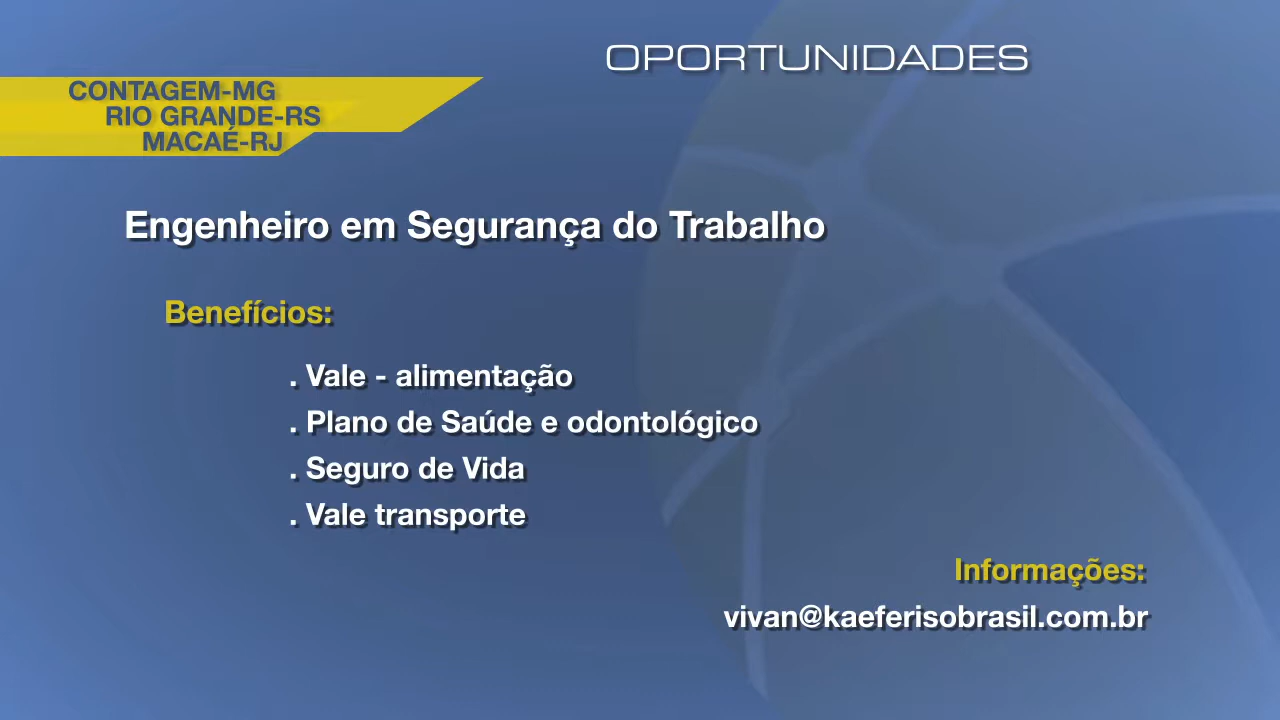 OPORTUNIDADES
CONTAGEM-MG
RIO GRANDE-RS
MACAÉ-RJ
Engenheiro em Segurança do Trabalho
Benefícios:
. Vale - alimentação
. Plano de Saúde e odontológico
. Seguro de Vida
. Vale transporte
Informações:
vivan@kaeferisobrasil.com.br